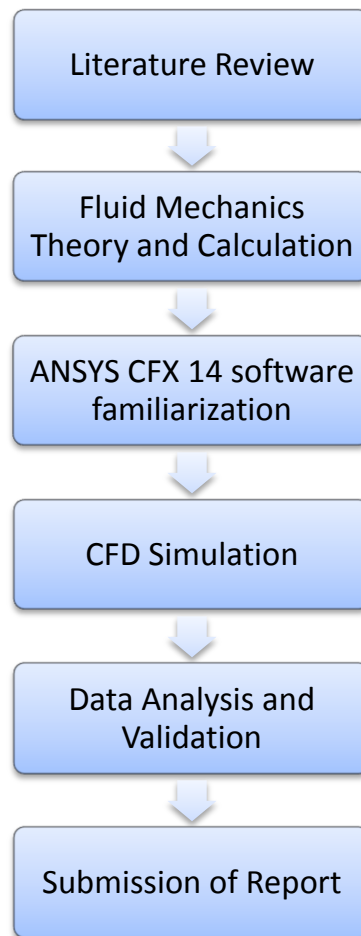 Literature Review
Fluid Mechanics
Theory and Calculation
ANSYS CFX 14 software
familiarization
CFD Simulation
Data Analysis and
Validation
Submission of Report